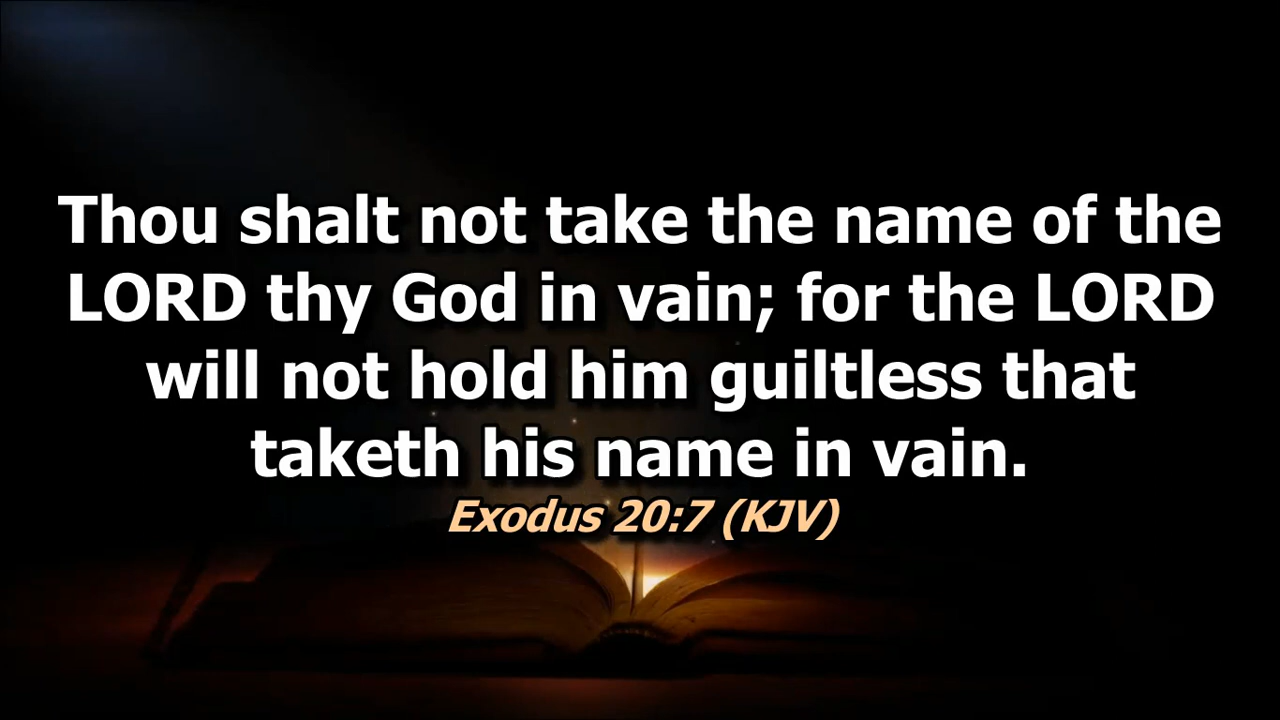 Thou shalt not take the name of the
LORD thy God in vain; for the LORD
will not hold him guiltless that
taketh his name in vain.
Exodus 20:7 (KJV)